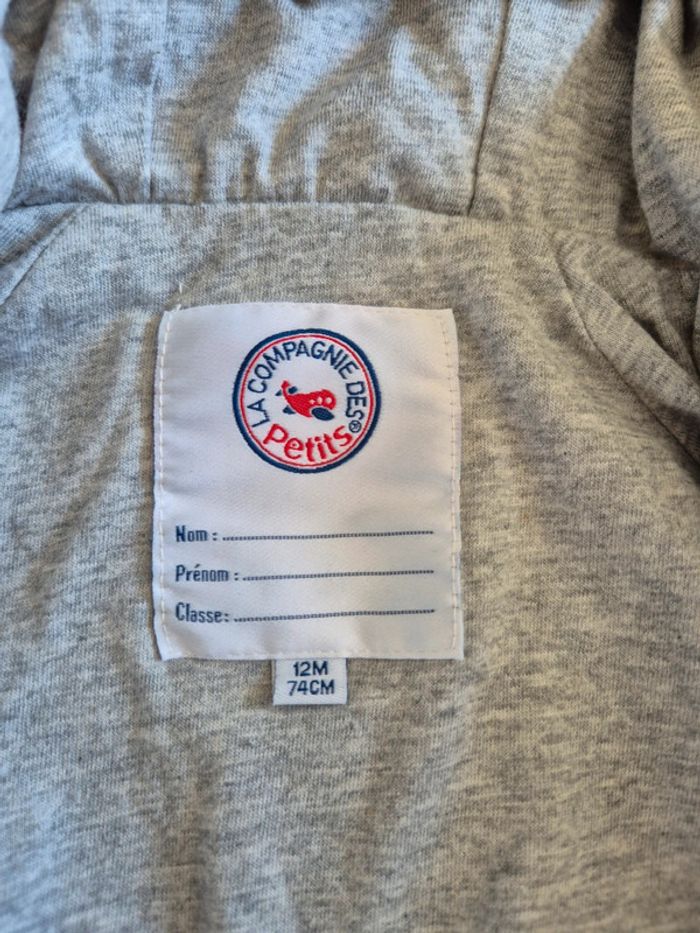 LA COMPAGNIE DES
Petits®
Nom :
Prénom :
Classe:
12M
74CM